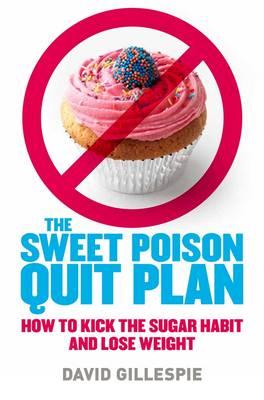 THE
SWEET POISON
QUIT PLAN
HOW TO KICK THE SUGAR HABIT
AND LOSE WEIGHT
DAVID GILLESPIE